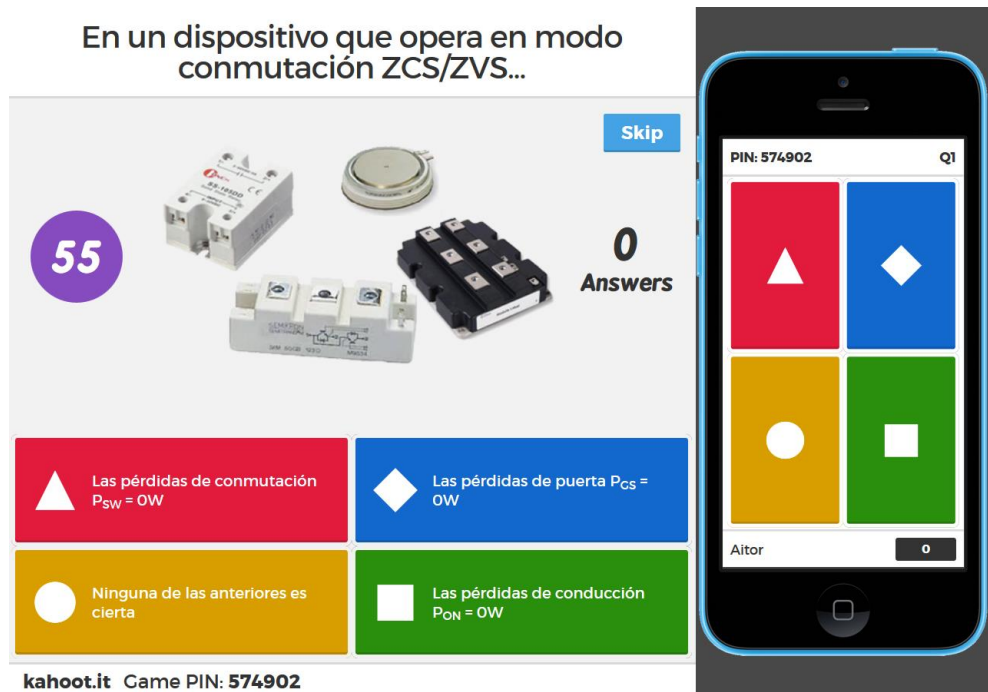 En un dispositivo que opera en modo
conmutación ZCS/ZVS...
Skip
55
0
Answers
SEMIKRON
Las pérdidas de conmutación
PSW = 0W
Las pérdidas de puerta PGS =
0W
Ninguna de las anteriores es
cierta
Las pérdidas de conducción
PON = 0W
kahoot.it Game PIN: 574902
PIN: 574902 Q1
Aitor 0